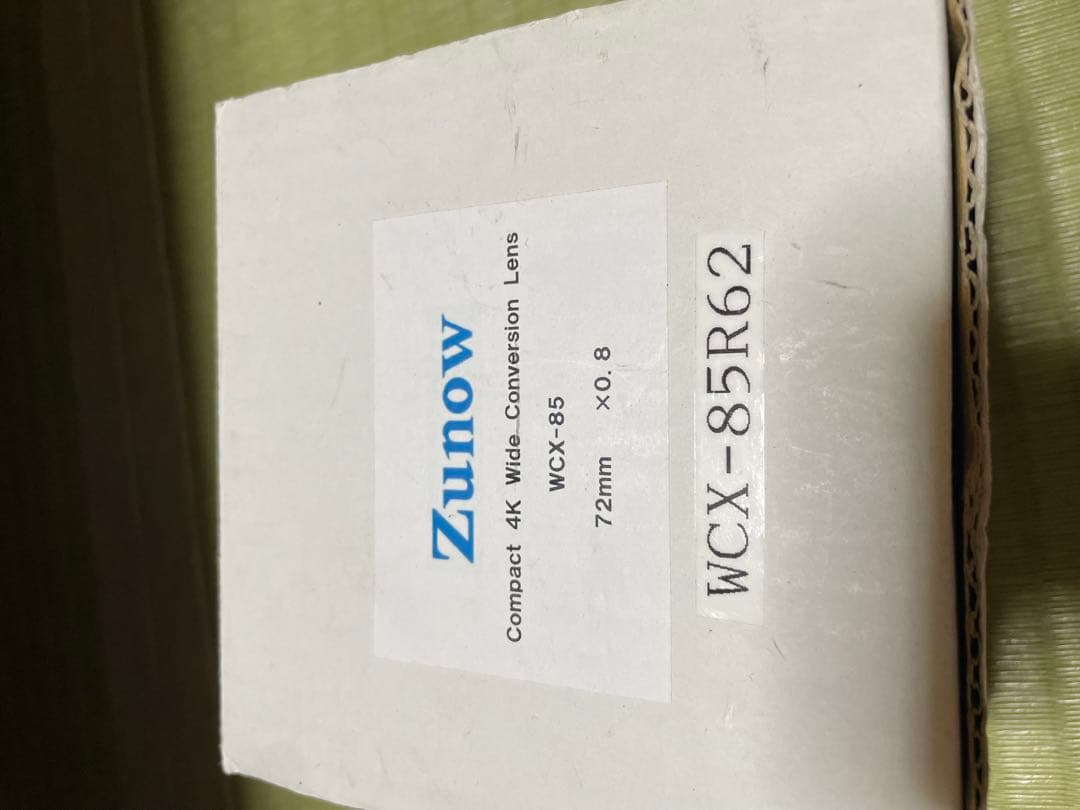 Zunow
Compact 4K Wide Conversion Lens
WCX-85
72mm ×0.8
WCX-85R62